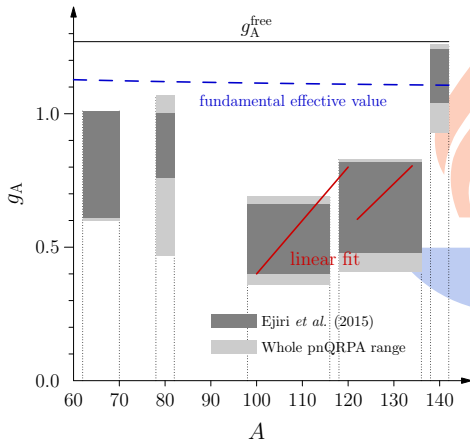 g_A^free
fundamental effective value
1.0
g_A
0.5
linear fit
Ejiri et al. (2015)
Whole pnQRPA range
0.0
60 70 80 90 100 110 120 130 140
A